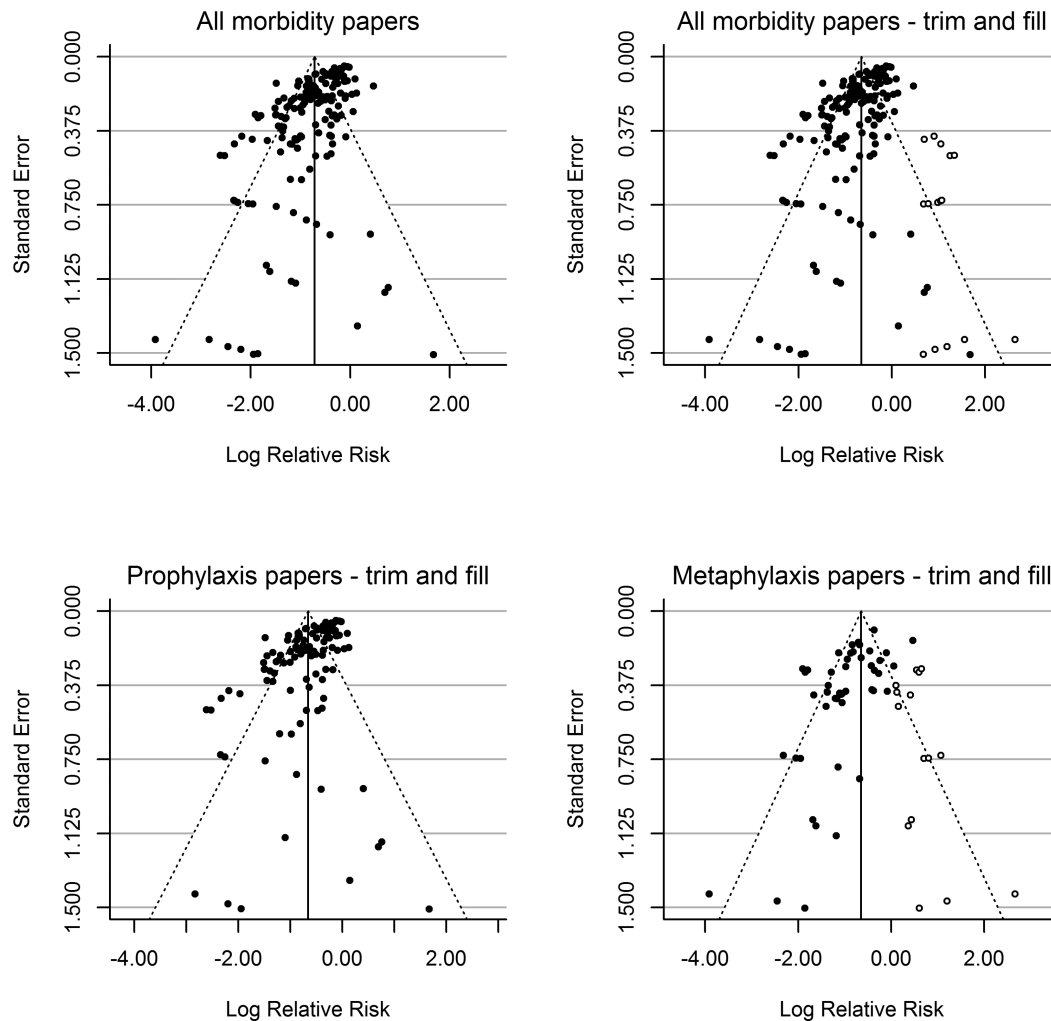 All morbidity papers
0.000
0.375
0.750
1.125
1.500
Standard Error
-4.00 -2.00 0.00 2.00
Log Relative Risk
All morbidity papers - trim and fill
0.000
0.375
0.750
1.125
1.500
Standard Error
-4.00 -2.00 0.00 2.00
Log Relative Risk
Prophylaxis papers - trim and fill
0.000
0.375
0.750
1.125
1.500
Standard Error
-4.00 -2.00 0.00 2.00
Log Relative Risk
Metaphylaxis papers - trim and fill
0.000
0.375
0.750
1.125
1.500
Standard Error
-4.00 -2.00 0.00 2.00
Log Relative Risk